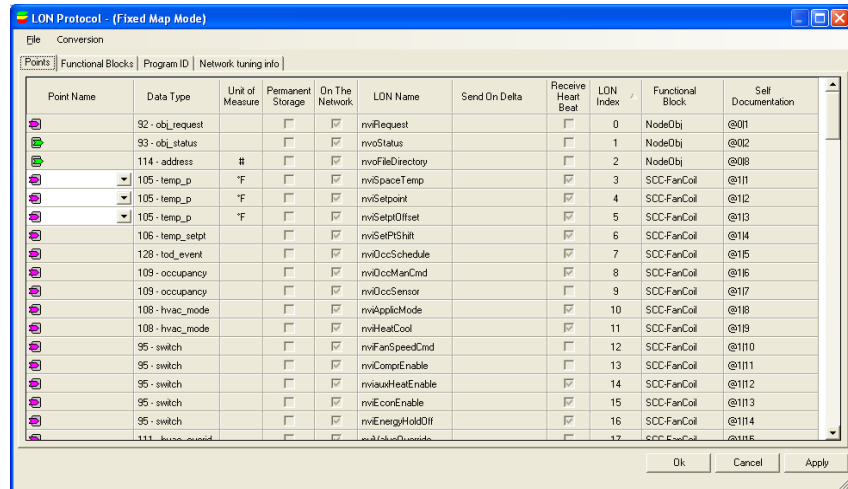 LON Protocol - (Fixed Map Mode)
File Conversion
Points Functional Blocks Program ID Network tuning info
Point Name Data Type Unit of Measure Permanent Storage On The Network LON Name Send On Delta Receive Heart Beat LON Index Functional Block Self Documentation
92 - obj_request nviRequest 0 NodeObj @0|1
93 - obj_status nvoStatus 1 NodeObj @0|2
114 - address # nvoFileDirectory 2 NodeObj @0|8
105 - temp_p °F nviSpaceTemp 3 SCC-FanCoil @1|1
105 - temp_p °F nviSetpoint 4 SCC-FanCoil @1|2
105 - temp_p °F nviSetptOffset 5 SCC-FanCoil @1|3
106 - temp_setpt nviSetPtShift 6 SCC-FanCoil @1|4
128 - tod_event nviOccSchedule 7 SCC-FanCoil @1|5
109 - occupancy nviOccManCmd 8 SCC-FanCoil @1|6
109 - occupancy nviOccSensor 9 SCC-FanCoil @1|7
108 - hvac_mode nviApplicMode 10 SCC-FanCoil @1|8
108 - hvac_mode nviHeatCool 11 SCC-FanCoil @1|9
95 - switch nviFanSpeedCmd 12 SCC-FanCoil @1|10
95 - switch nviComprEnable 13 SCC-FanCoil @1|11
95 - switch nviauxHeatEnable 14 SCC-FanCoil @1|12
95 - switch nviEconEnable 15 SCC-FanCoil @1|13
95 - switch nviEnergyHoldOff 16 SCC-FanCoil @1|14
111 - hvac_overid nviValueOverride 17 SCC-FanCoil @1|15
Ok Cancel Apply